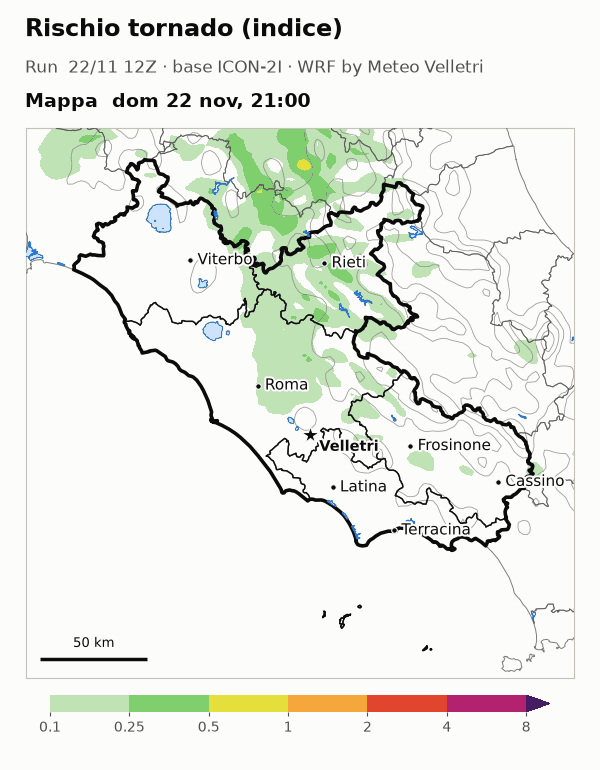 Rischio tornado (indice)
Run  22/11 12Z · base ICON-2I · WRF by Meteo Velletri
Mappa  dom 22 nov, 21:00
Viterbo
Rieti
Roma
Velletri
Frosinone
Latina
Cassino
Terracina
50 km
0.1 0.25 0.5 1 2 4 8